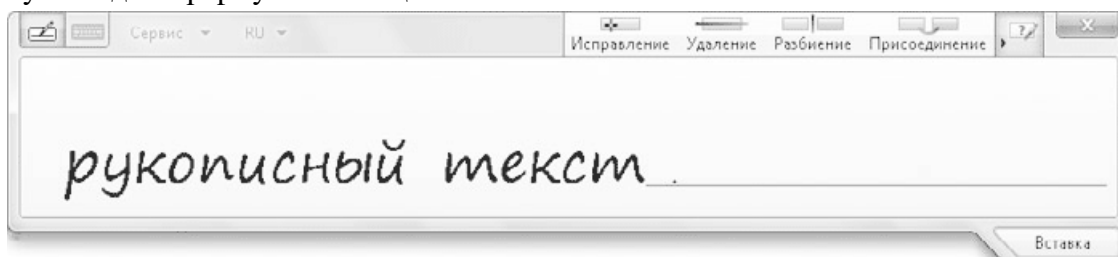 Сервис RU Исправление Удаление Разбиение Присоединение
рукописный текст
Вставка